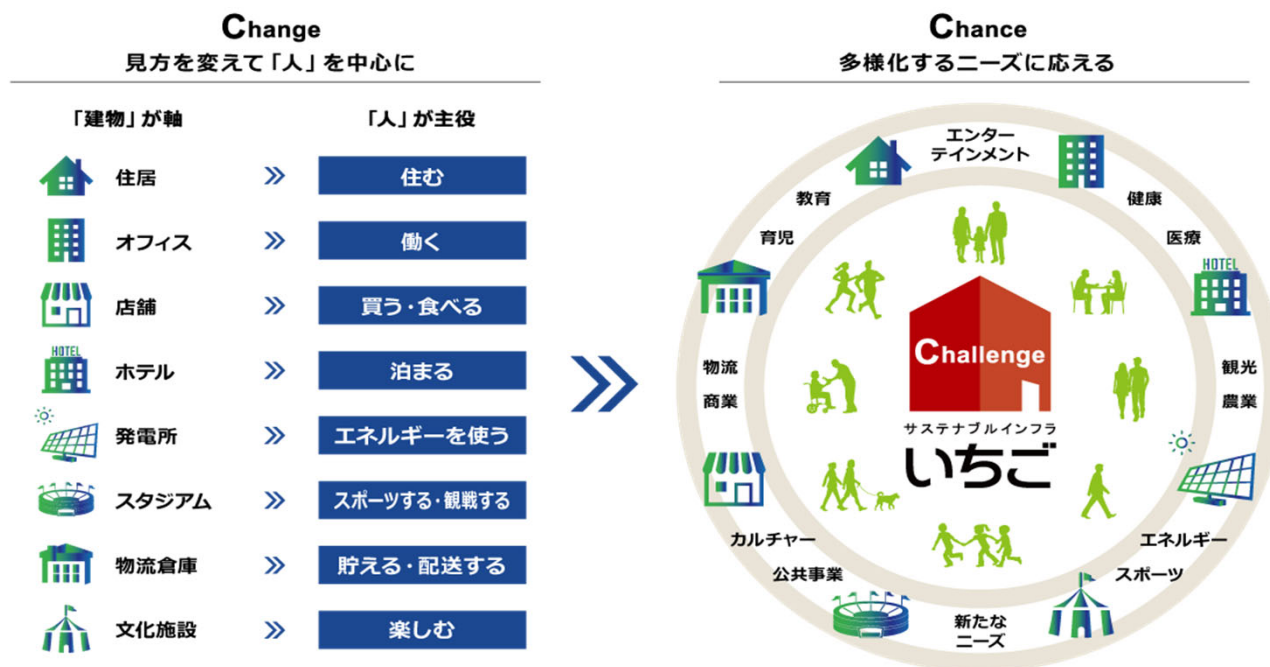 Change
見方を変えて「人」を中心に
「建物」が軸
「人」が主役
住居
住む
オフィス
働く
店舗
買う・食べる
HOTEL
ホテル
泊まる
発電所
エネルギーを使う
スタジアム
スポーツする・観戦する
物流倉庫
貯える・配送する
文化施設
楽しむ
Chance
多様化するニーズに応える
エンター
テインメント
教育
健康
育児
医療
HOTEL
物流
観光
商業
農業
Challenge
サステナブルインフラ
いちご
カルチャー
エネルギー
公共事業
スポーツ
新たな
ニーズ